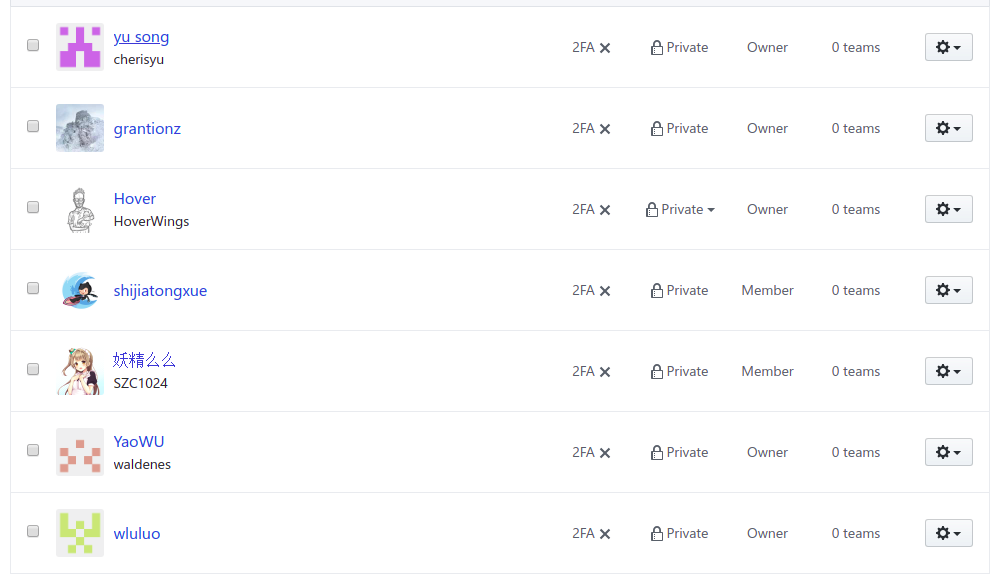 yu song
cherisyu
2FA Private Owner 0 teams
grantionz
2FA Private Owner 0 teams
Hover
HoverWings
2FA Private Owner 0 teams
shijiatongxue
2FA Private Member 0 teams
妖精么么
SZC1024
2FA Private Member 0 teams
YaoWU
waldenes
2FA Private Owner 0 teams
wluluo
2FA Private Owner 0 teams